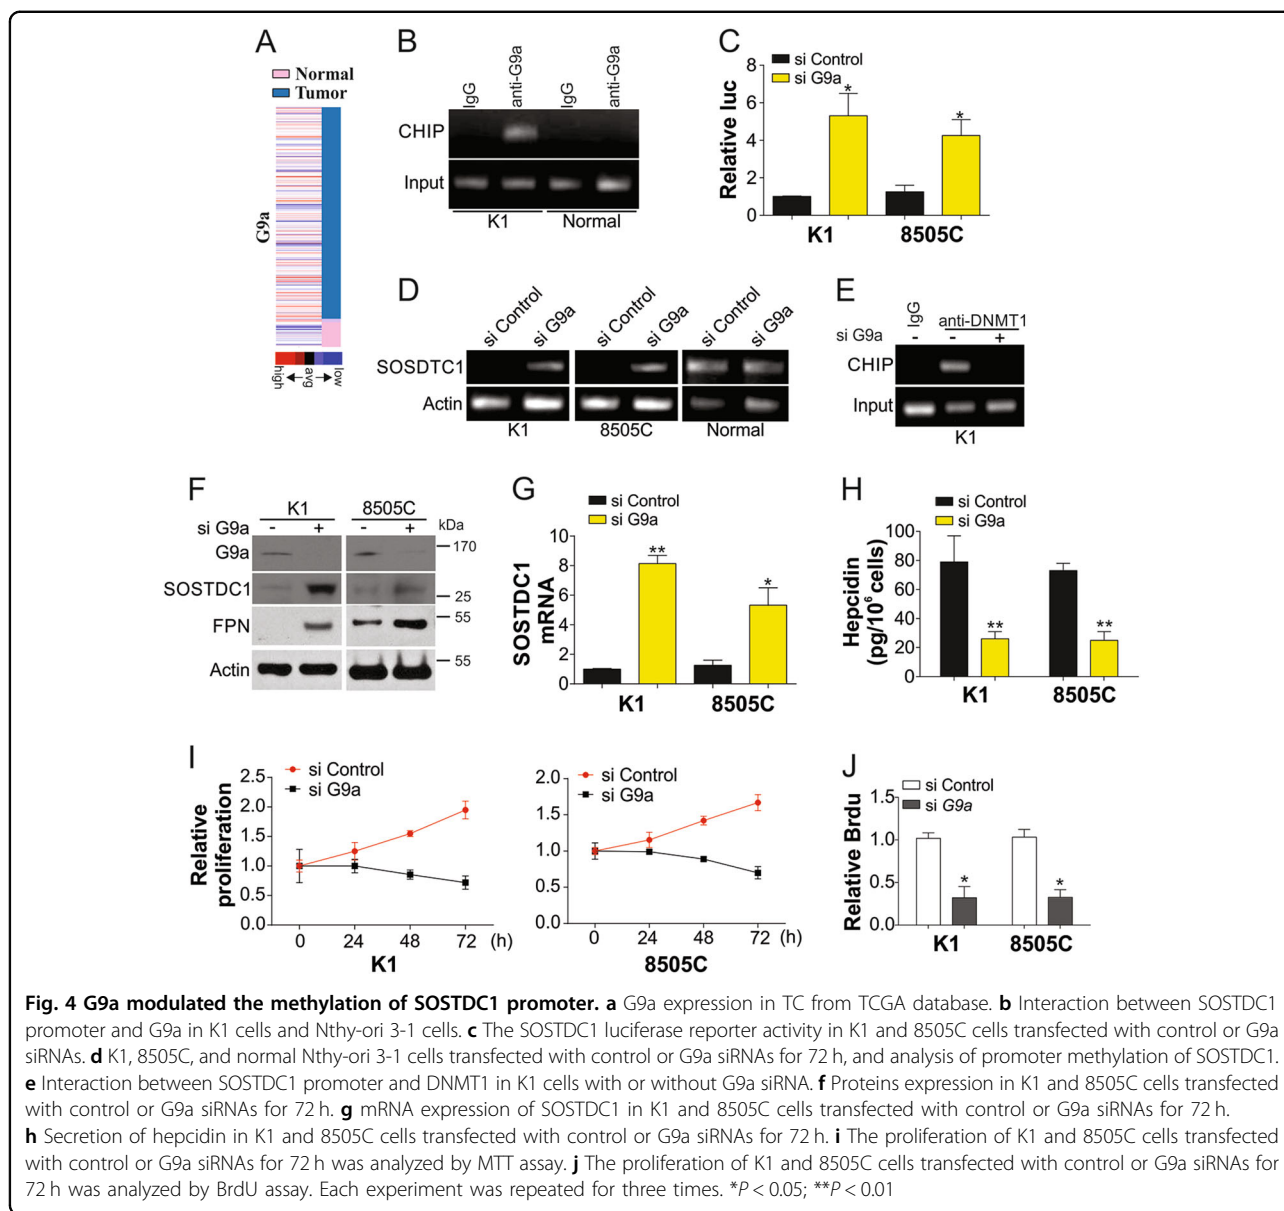 A
Normal
Tumor
G9a
high
avg
low
B
IgG
anti-G9a
IgG
anti-G9a
CHIP
Input
K1
Normal
C
si Control
si G9a
Relative luc
8
6
4
2
0
K1
8505C
D
si Control
si G9a
si Control
si G9a
si Control
si G9a
SOSDTC1
Actin
K1
8505C
Normal
E
IgG
anti-DNMT1
si G9a - - +
CHIP
Input
K1
F
K1
8505C
si G9a - + - + kDa
G9a
170
SOSTDC1
25
FPN
55
Actin
55
G
si Control
si G9a
SOSTDC1
mRNA
10
8
6
4
2
0
**
*
K1
8505C
H
si Control
si G9a
Hepcidin
(pg/10⁶ cells)
100
80
60
40
20
0
**
**
K1
8505C
I
si Control
si G9a
Relative
proliferation
2.5
2.0
1.5
1.0
0.5
0.0
0 24 48 72 (h)
K1
si Control
si G9a
2.0
1.5
1.0
0.5
0.0
0 24 48 72 (h)
8505C
J
si Control
si G9a
Relative Brdu
1.5
1.0
0.5
0.0
*
*
K1
8505C
Fig. 4 G9a modulated the methylation of SOSTDC1 promoter. a G9a expression in TC from TCGA database. b Interaction between SOSTDC1
promoter and G9a in K1 cells and Nthy-ori 3-1 cells. c The SOSTDC1 luciferase reporter activity in K1 and 8505C cells transfected with control or G9a
siRNAs. d K1, 8505C, and normal Nthy-ori 3-1 cells transfected with control or G9a siRNAs for 72 h, and analysis of promoter methylation of SOSTDC1.
e Interaction between SOSTDC1 promoter and DNMT1 in K1 cells with or without G9a siRNA. f Proteins expression in K1 and 8505C cells transfected
with control or G9a siRNAs for 72 h. g mRNA expression of SOSTDC1 in K1 and 8505C cells transfected with control or G9a siRNAs for 72 h.
h Secretion of hepcidin in K1 and 8505C cells transfected with control or G9a siRNAs for 72 h. i The proliferation of K1 and 8505C cells transfected
with control or G9a siRNAs for 72 h was analyzed by MTT assay. j The proliferation of K1 and 8505C cells transfected with control or G9a siRNAs for
72 h was analyzed by BrdU assay. Each experiment was repeated for three times. *P < 0.05; **P < 0.01